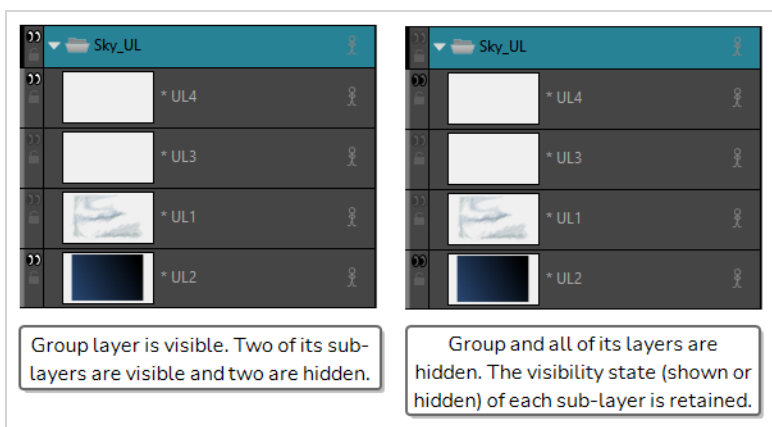 Sky_UL
* UL4
* UL3
* UL1
* UL2
Group layer is visible. Two of its sub-
layers are visible and two are hidden.
Sky_UL
* UL4
* UL3
* UL1
* UL2
Group and all of its layers are
hidden. The visibility state (shown or
hidden) of each sub-layer is retained.